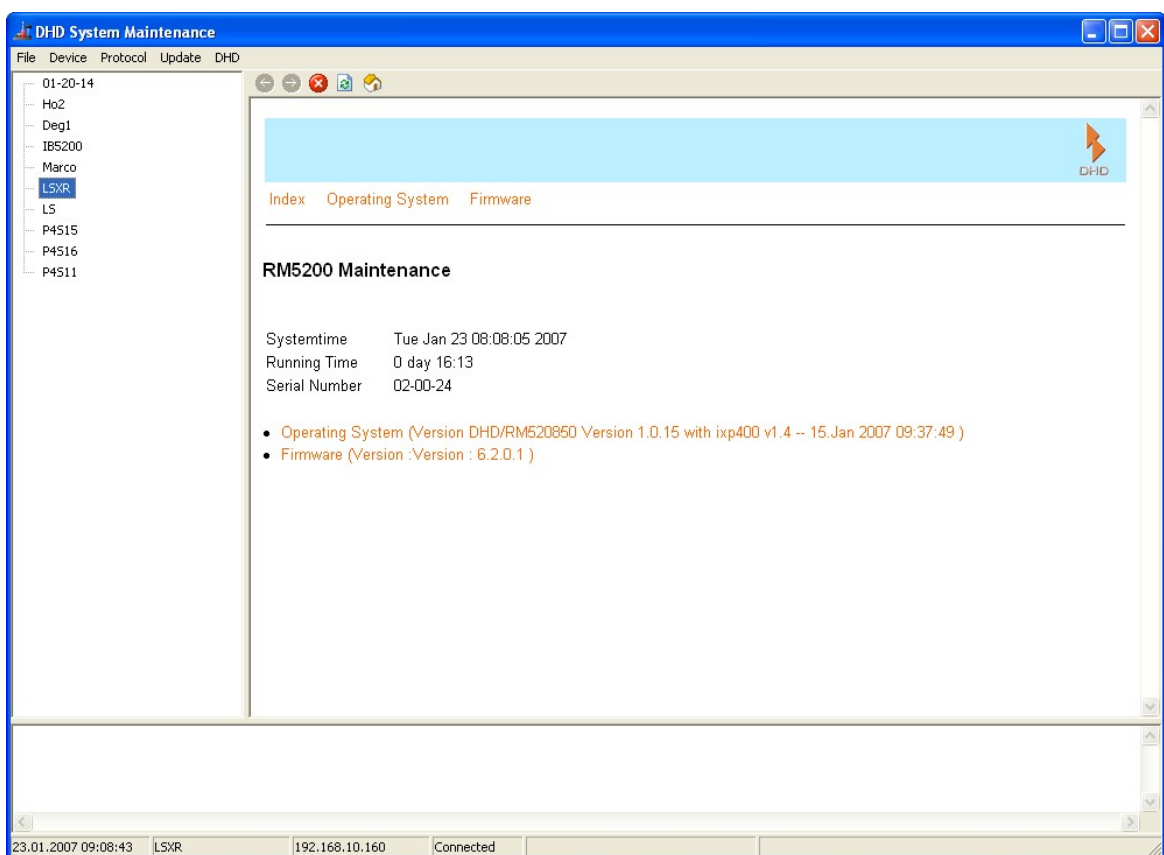 DHD System Maintenance
File Device Protocol Update DHD
01-20-14
Ho2
Deg1
IB5200
Marco
LSXR
LS
P4S15
P4S16
P4S11
DHD
Index Operating System Firmware
RM5200 Maintenance
Systemtime Tue Jan 23 08:08:05 2007
Running Time 0 day 16:13
Serial Number 02-00-24
Operating System (Version DHD/RM520850 Version 1.0.15 with ixp400 v1.4 -- 15.Jan 2007 09:37:49 )
Firmware (Version :Version : 6.2.0.1 )
23.01.2007 09:08:43 LSXR 192.168.10.160 Connected